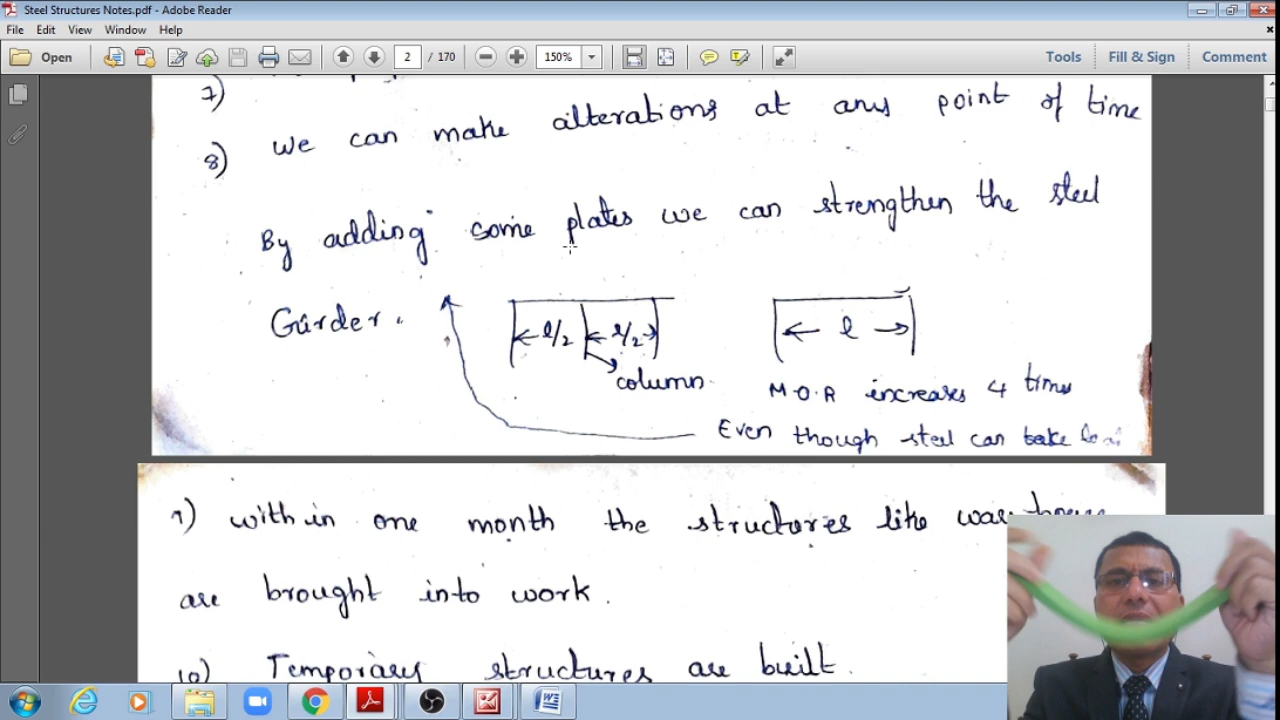 Steel Structures Notes.pdf - Adobe Reader
File Edit View Window Help
Open 2 / 170 150% Tools Fill & Sign Comment
7)
8) We can make alterations at any point of time
By adding some plates we can strengthen the steel
Girder.
l/2 l/2 l
column
M.O.R increases 4 times
Even though steel can take
9) with in one month the structures like
are brought into work.
10) Temporary structures are built.